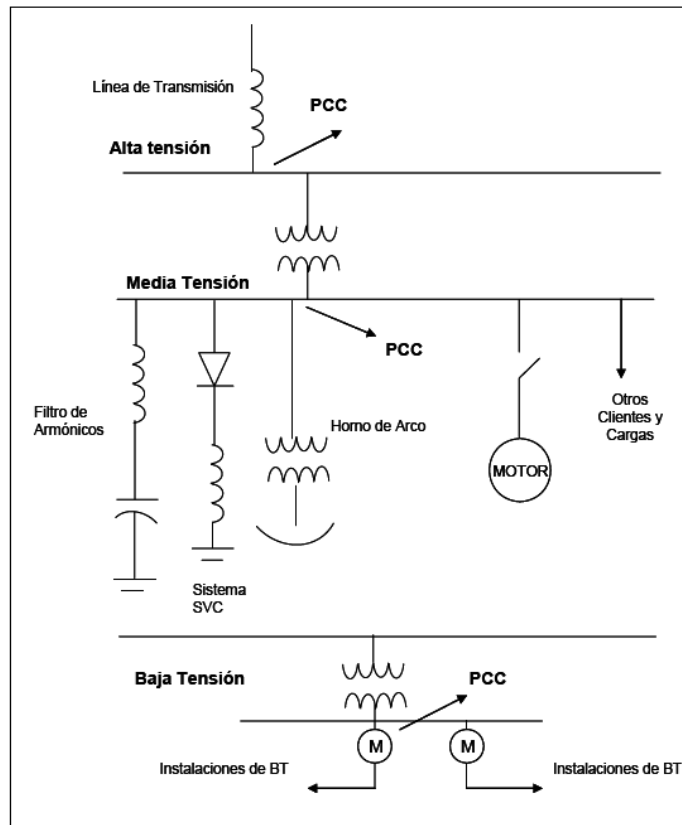 Línea de Transmisión
PCC
Alta tensión
Media Tensión
PCC
Filtro de
Armónicos
Horno de Arco
Otros
Clientes y
Cargas
MOTOR
Sistema
SVC
Baja Tensión
PCC
M
M
Instalaciones de BT
Instalaciones de BT